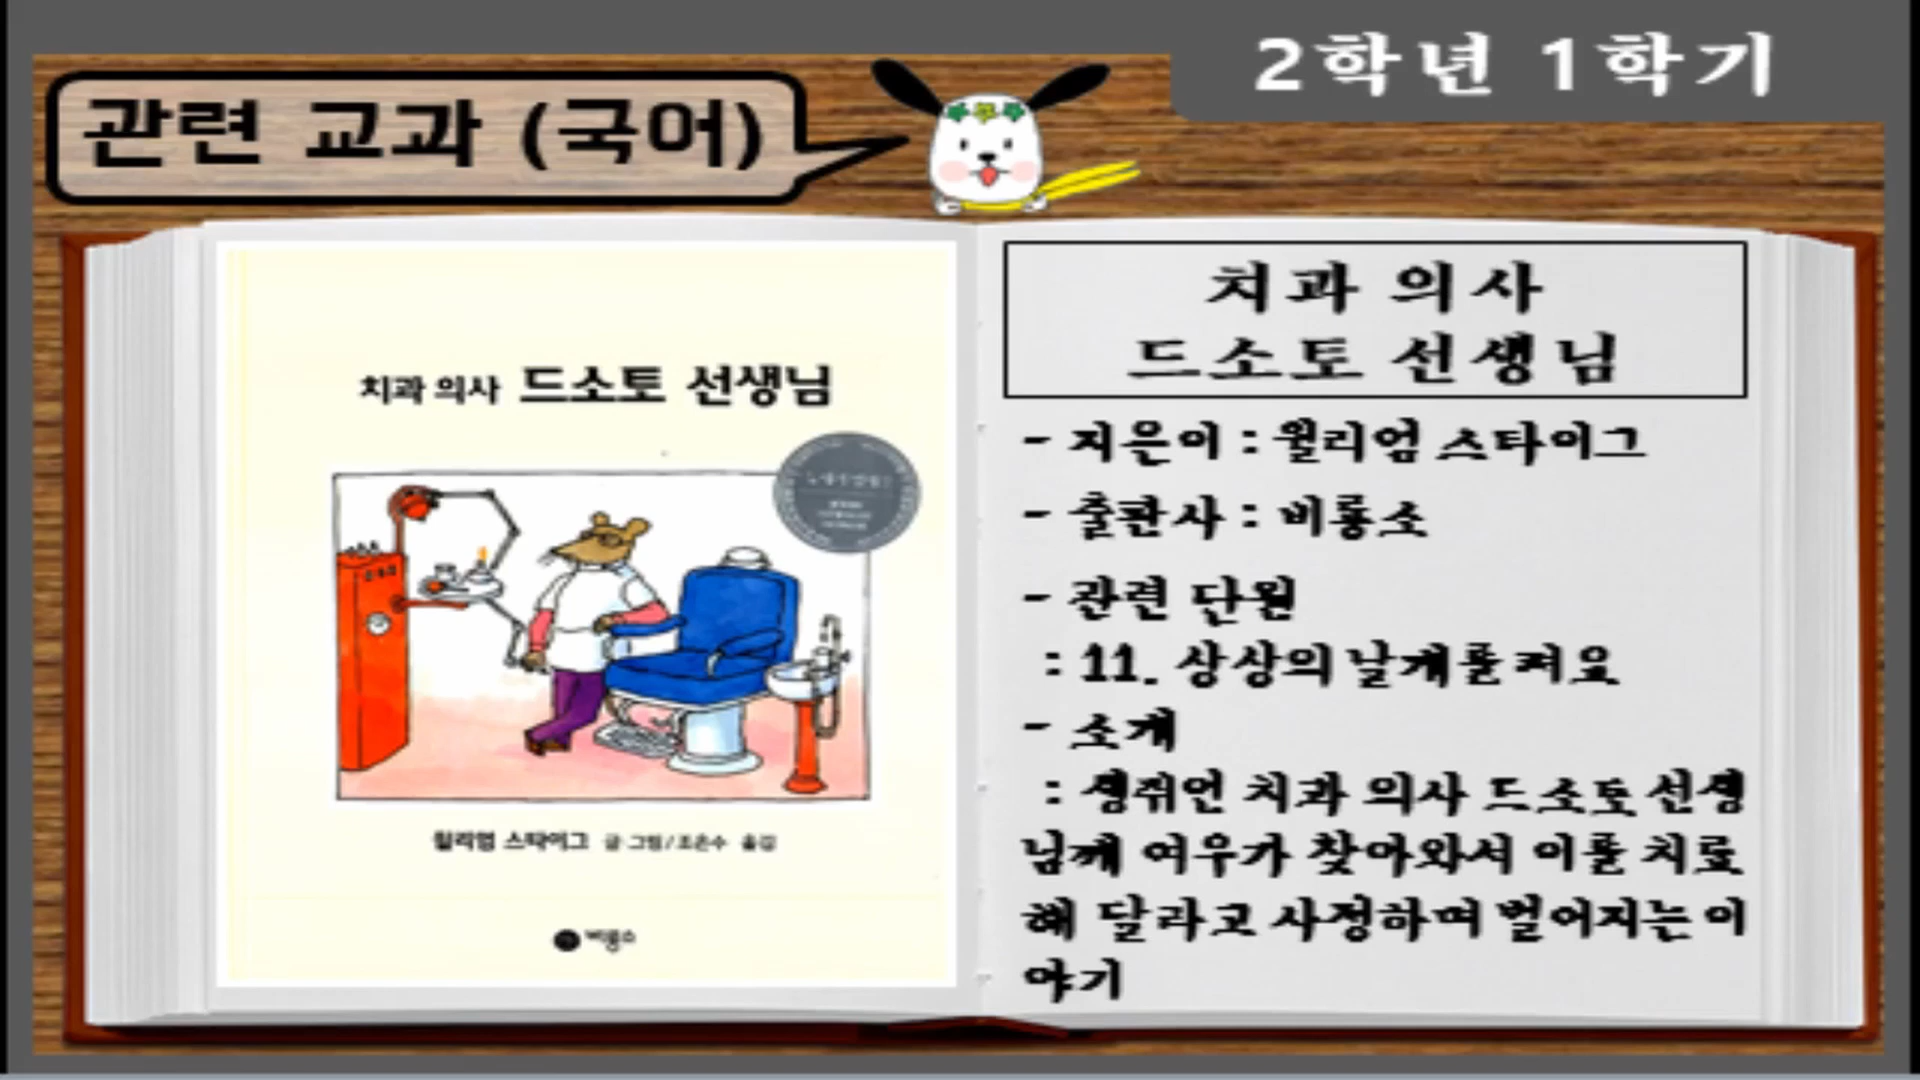 2학년 1학기
관련 교과 (국어)
치과 의사 드소토 선생님
윌리엄 스타이그 글·그림/조은수 옮김
비룡소
치과 의사
드소토 선생님
- 지은이 : 윌리엄 스타이그
- 출판사 : 비룡소
- 관련 단원
: 11. 상상의 날개를 펴요
- 소개
: 생쥐인 치과 의사 드소토 선생
님께 여우가 찾아와서 이를 치료
해 달라고 사정하며 벌어지는 이
야기